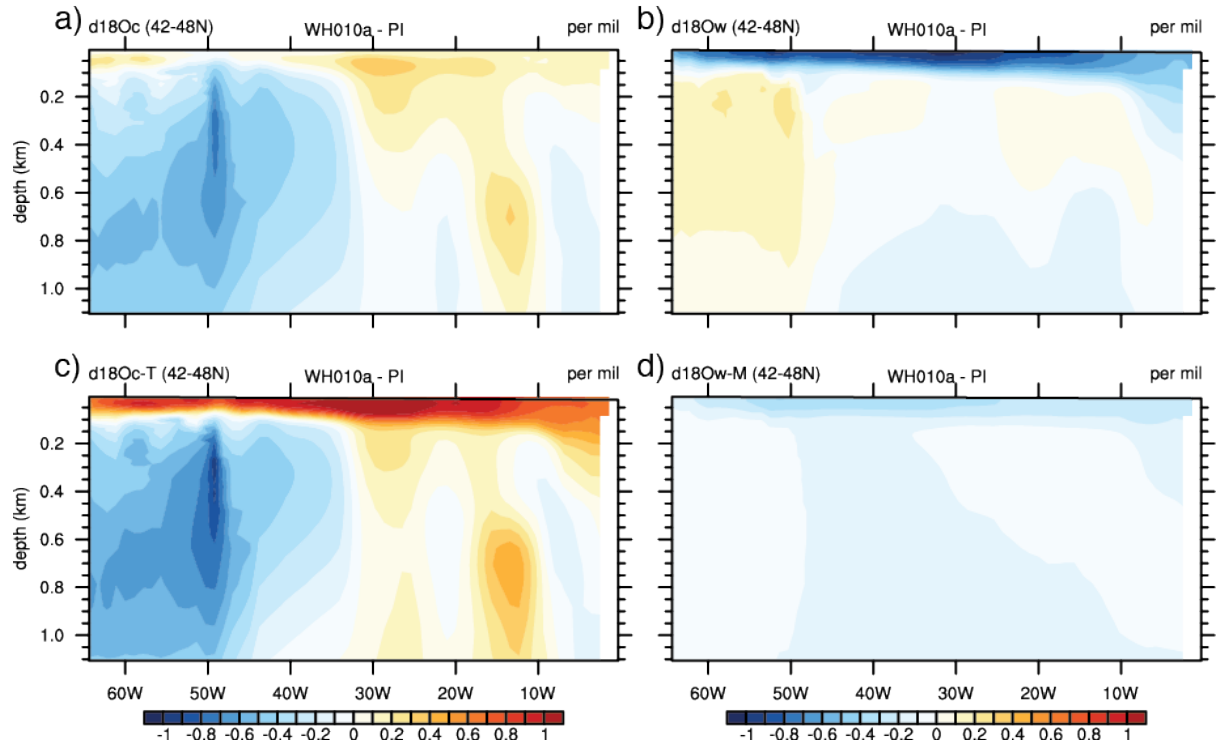 a) d18Oc (42-48N) WH010a - PI per mil
b) d18Ow (42-48N) WH010a - PI per mil
0.2 0.2
0.4 0.4
depth (km)
0.6 0.6
0.8 0.8
1.0 1.0
c) d18Oc-T (42-48N) WH010a - PI per mil
d) d18Ow-M (42-48N) WH010a - PI per mil
0.2 0.2
0.4 0.4
depth (km)
0.6 0.6
0.8 0.8
1.0 1.0
60W 50W 40W 30W 20W 10W 60W 50W 40W 30W 20W 10W
-1 -0.8 -0.6 -0.4 -0.2 0 0.2 0.4 0.6 0.8 1 -1 -0.8 -0.6 -0.4 -0.2 0 0.2 0.4 0.6 0.8 1